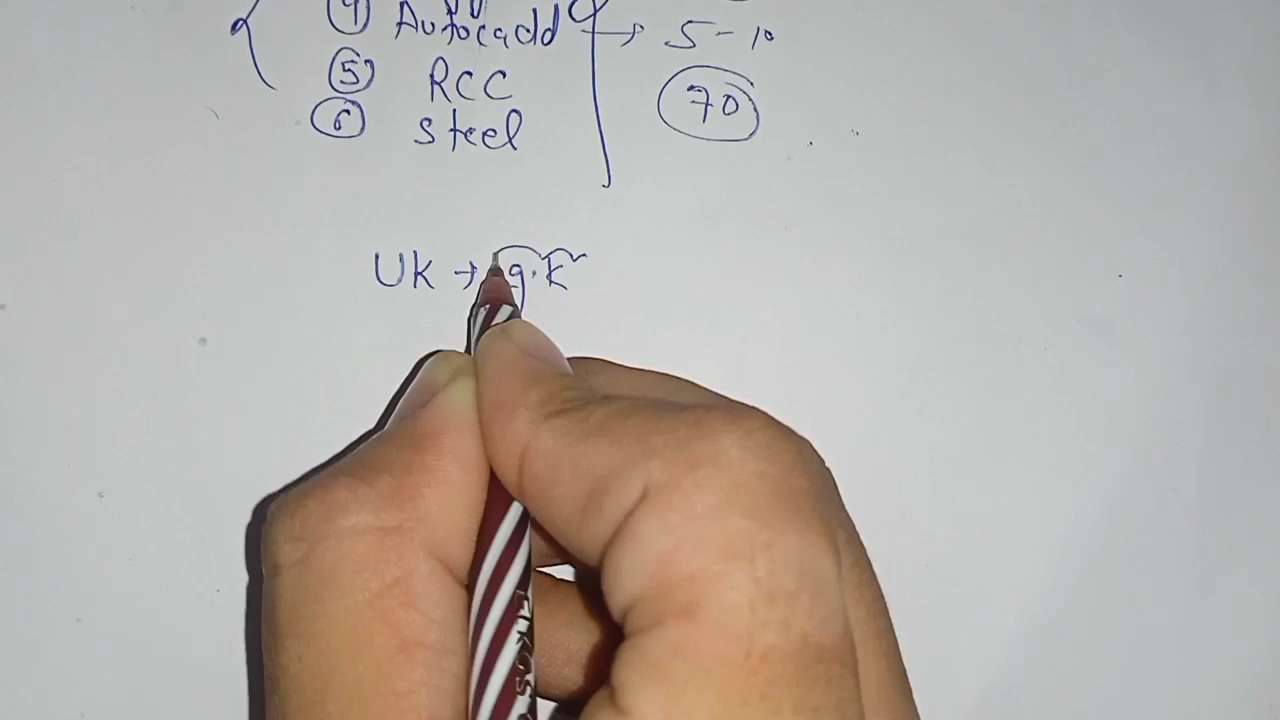 ④ Autocadd → 5-10
⑤ RCC
70
⑥ Steel
UK → g.k